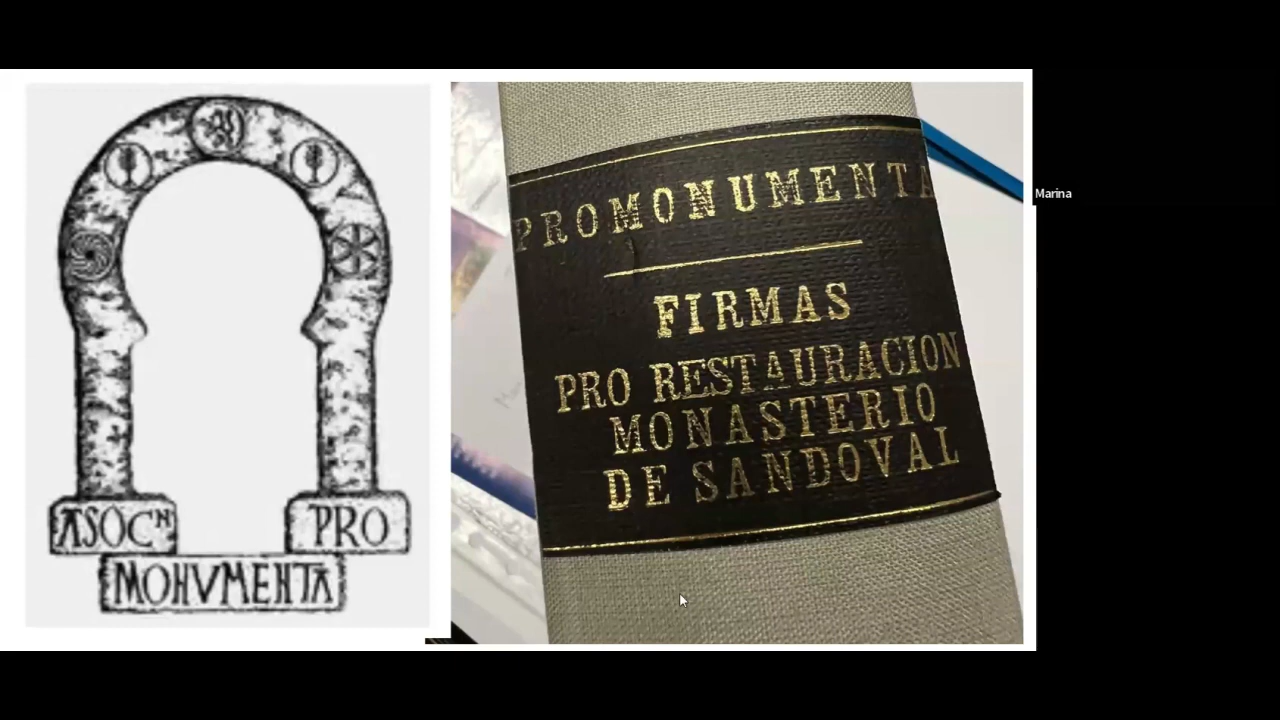 ASOCᴺ PRO
MONVMENTA
PROMONUMENTA
FIRMAS
PRO RESTAURACION
MONASTERIO
DE SANDOVAL
Marina